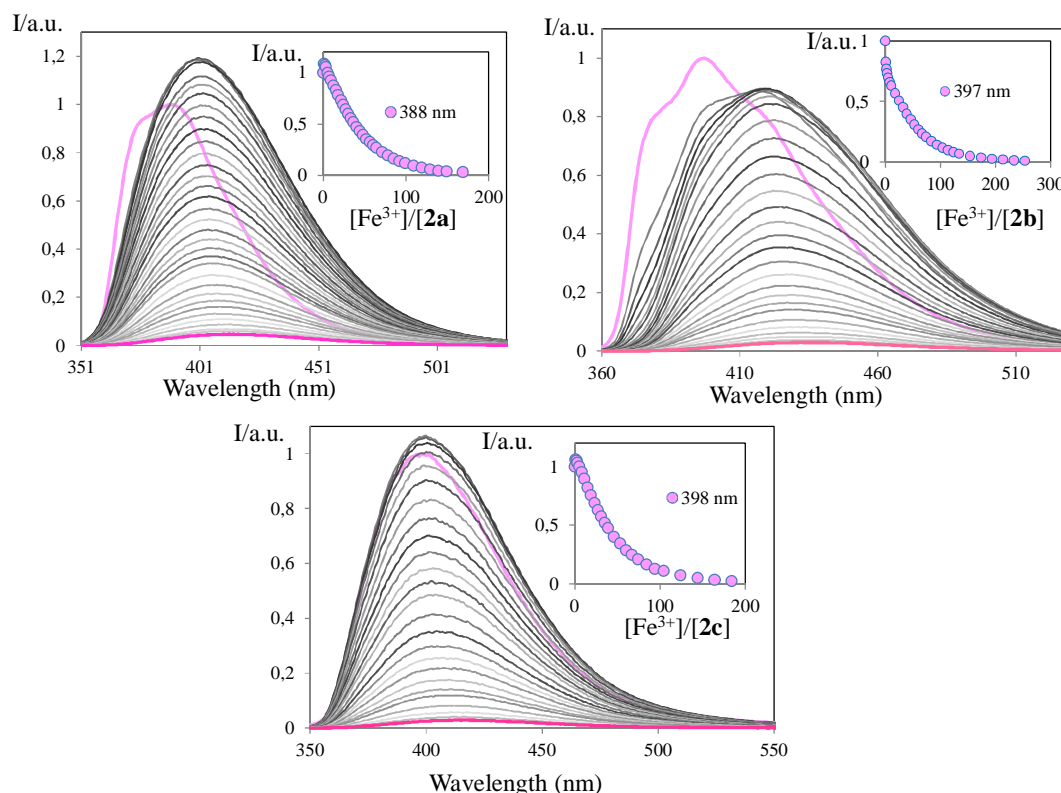 I/a.u.
1,2
1
0,8
0,6
0,4
0,2
0
351 401 451 501
Wavelength (nm)
I/a.u.
1
0,5
0
0 100 200
388 nm
[Fe³⁺]/[2a]
I/a.u.
1
0,8
0,6
0,4
0,2
0
360 410 460 510
Wavelength (nm)
I/a.u.
1
0,5
0
0 100 200 300
397 nm
[Fe³⁺]/[2b]
I/a.u.
1
0,8
0,6
0,4
0,2
0
350 400 450 500 550
Wavelength (nm)
I/a.u.
1
0,5
0
0 100 200
398 nm
[Fe³⁺]/[2c]